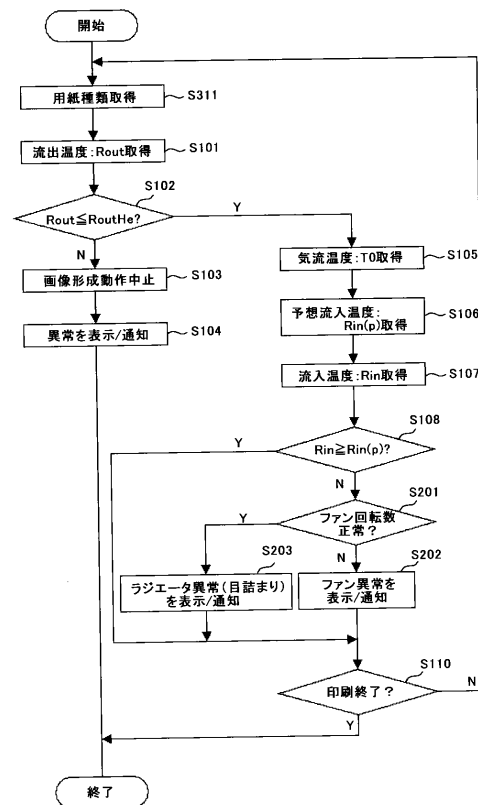 開始
用紙種類取得
S311
流出温度:Rout取得
S101
Rout≦RoutHe?
S102
Y
N
画像形成動作中止
S103
異常を表示/通知
S104
気流温度:T0取得
S105
予想流入温度:
Rin(p)取得
S106
流入温度:Rin取得
S107
Rin≧Rin(p)?
S108
Y
N
ファン回転数
正常?
S201
Y
N
ラジエータ異常(目詰まり)
を表示/通知
S203
ファン異常を
表示/通知
S202
印刷終了?
S110
N
Y
終了